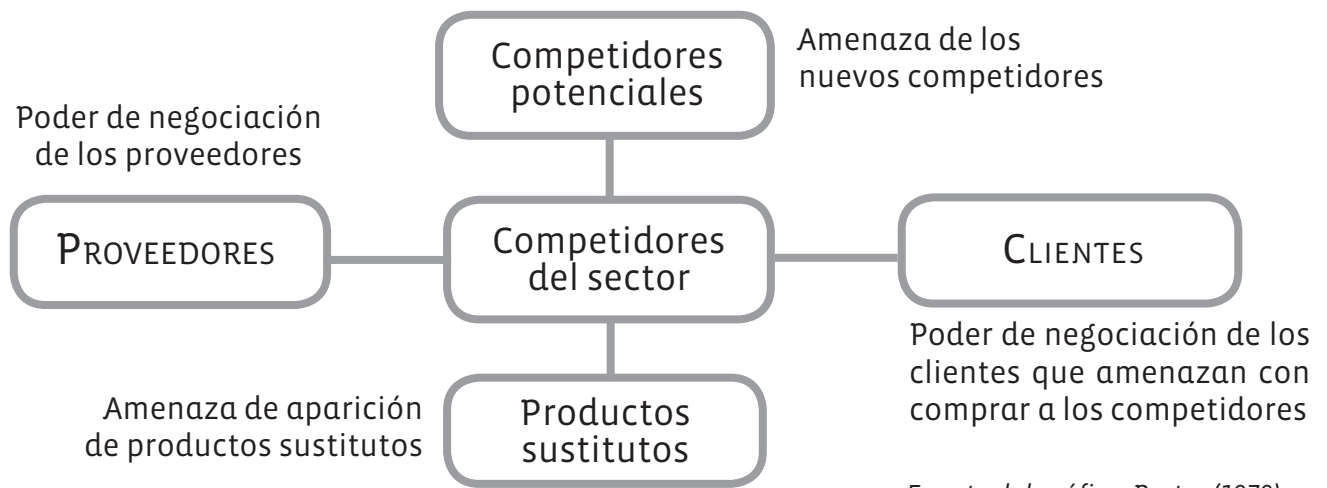 Competidores
potenciales
Amenaza de los
nuevos competidores
Poder de negociación
de los proveedores
PROVEEDORES
Competidores
del sector
CLIENTES
Poder de negociación de los
clientes que amenazan con
comprar a los competidores
Amenaza de aparición
de productos sustitutos
Productos
sustitutos